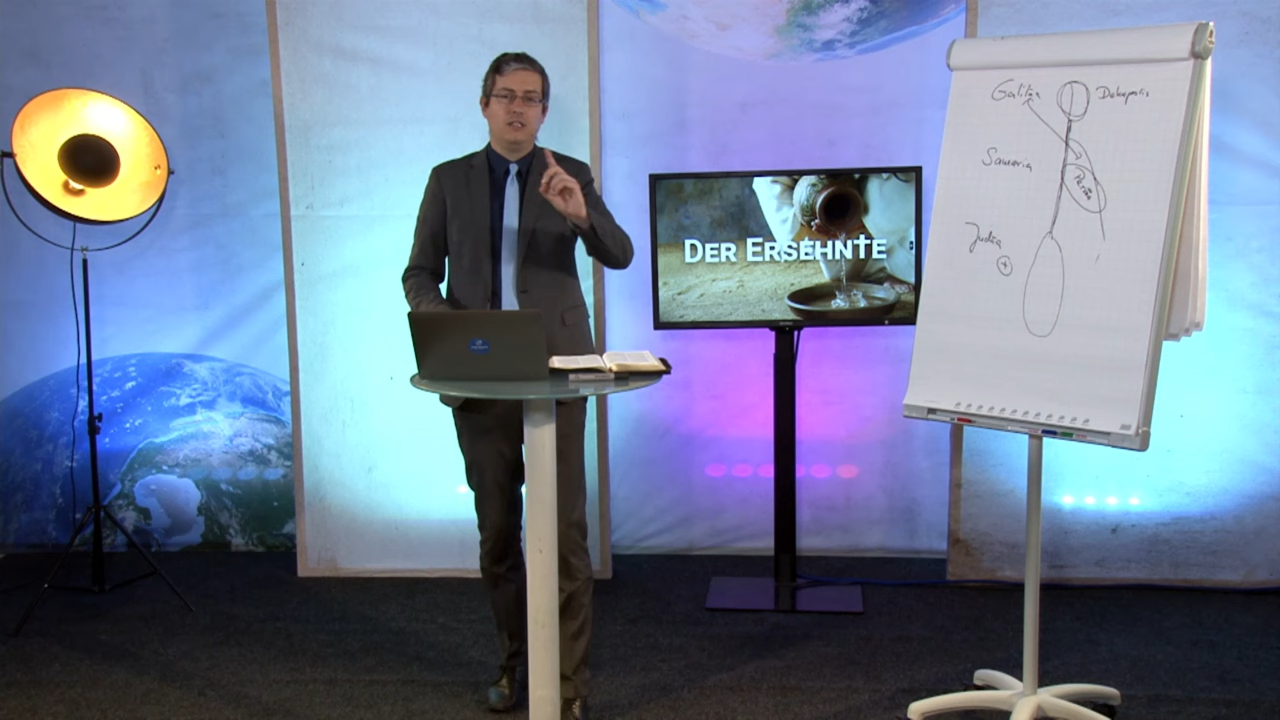 DER ERSEHNTE
Galiläa
Dekapolis
Samaria
Peräa
Judäa